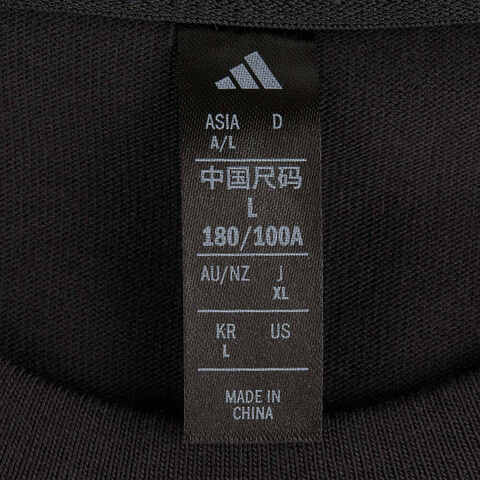 ASIA D
A/L
中国尺码
L
180/100A
AU/NZ J
XL
KR US
L
MADE IN
CHINA